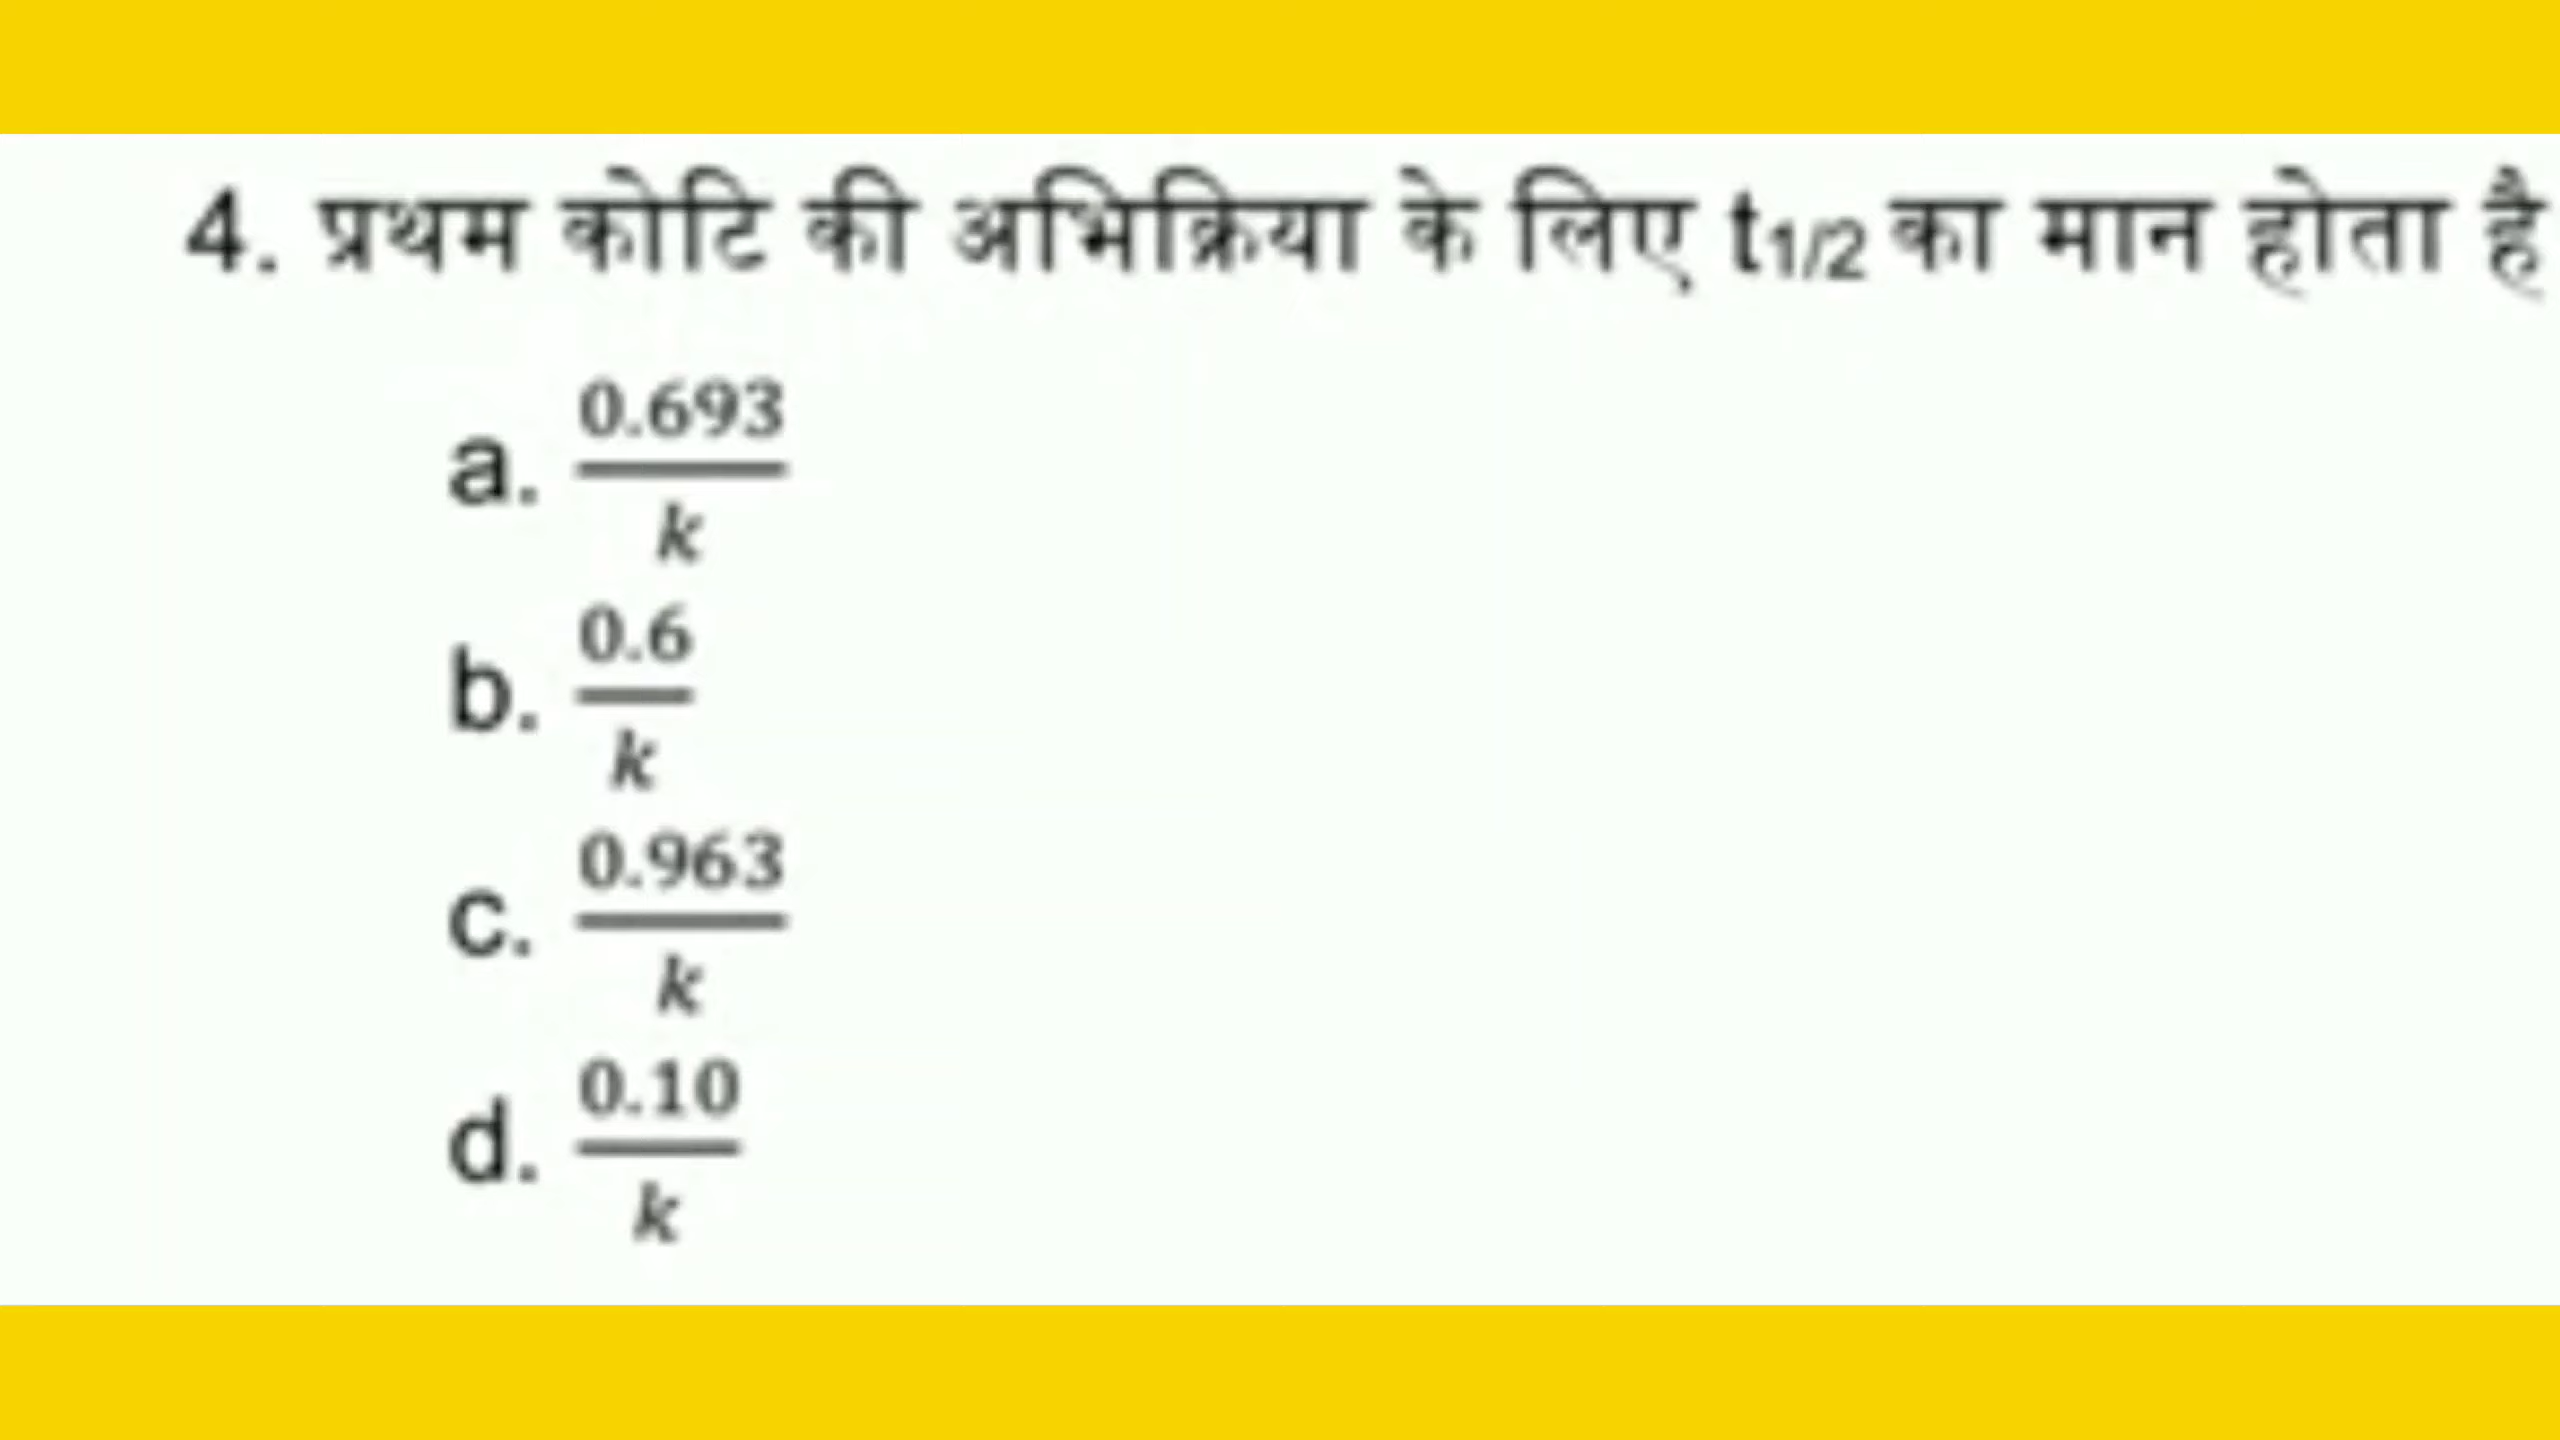 4. प्रथम कोटि की अभिक्रिया के लिए t1/2 का मान होता है
a. 0.693/k
b. 0.6/k
c. 0.963/k
d. 0.10/k